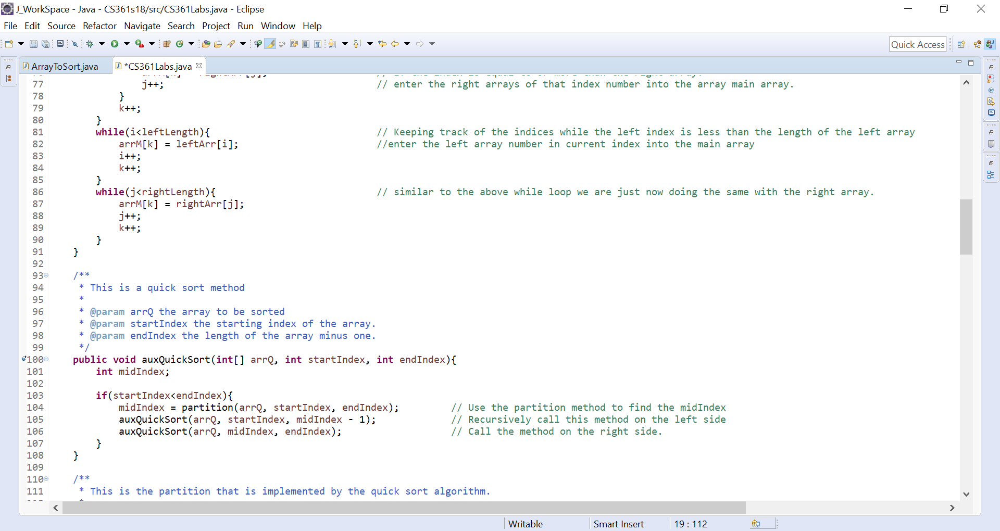 J_WorkSpace - Java - CS361s18/src/CS361Labs.java - Eclipse
File Edit Source Refactor Navigate Search Project Run Window Help
Quick Access
ArrayToSort.java *CS361Labs.java
77 j++; // enter the right arrays of that index number into the array main array.
78 }
79 k++;
80 }
81 while(i<leftLength){ // Keeping track of the indices while the left index is less than the length of the left array
82 arrM[k] = leftArr[i]; //enter the left array number in current index into the main array
83 i++;
84 k++;
85 }
86 while(j<rightLength){ // similar to the above while loop we are just now doing the same with the right array.
87 arrM[k] = rightArr[j];
88 j++;
89 k++;
90 }
91 }
92
93 /**
94 * This is a quick sort method
95 *
96 * @param arrQ the array to be sorted
97 * @param startIndex the starting index of the array.
98 * @param endIndex the length of the array minus one.
99 */
100 public void auxQuickSort(int[] arrQ, int startIndex, int endIndex){
101 int midIndex;
102
103 if(startIndex<endIndex){
104 midIndex = partition(arrQ, startIndex, endIndex); // Use the partition method to find the midIndex
105 auxQuickSort(arrQ, startIndex, midIndex - 1); // Recursively call this method on the left side
106 auxQuickSort(arrQ, midIndex, endIndex); // Call the method on the right side.
107 }
108 }
109
110 /**
111 * This is the partition that is implemented by the quick sort algorithm.
Writable Smart Insert 19 : 112